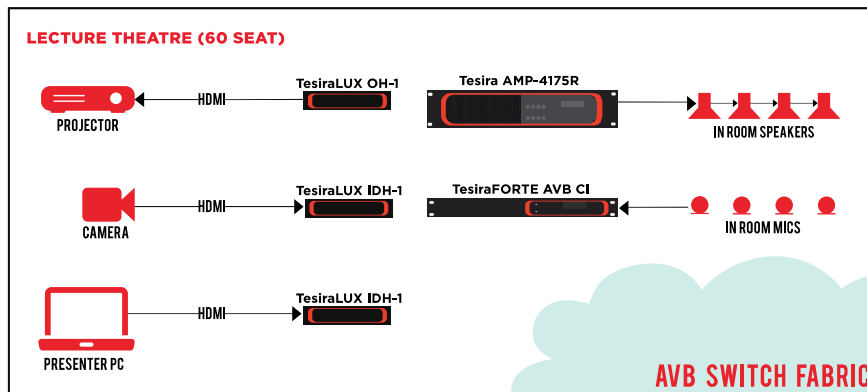 LECTURE THEATRE (60 SEAT)
TesiraLUX OH-1
Tesira AMP-4175R
HDMI
PROJECTOR
IN ROOM SPEAKERS
TesiraLUX IDH-1
TesiraFORTE AVB CI
HDMI
CAMERA
IN ROOM MICS
TesiraLUX IDH-1
HDMI
PRESENTER PC
AVB SWITCH FABRIC